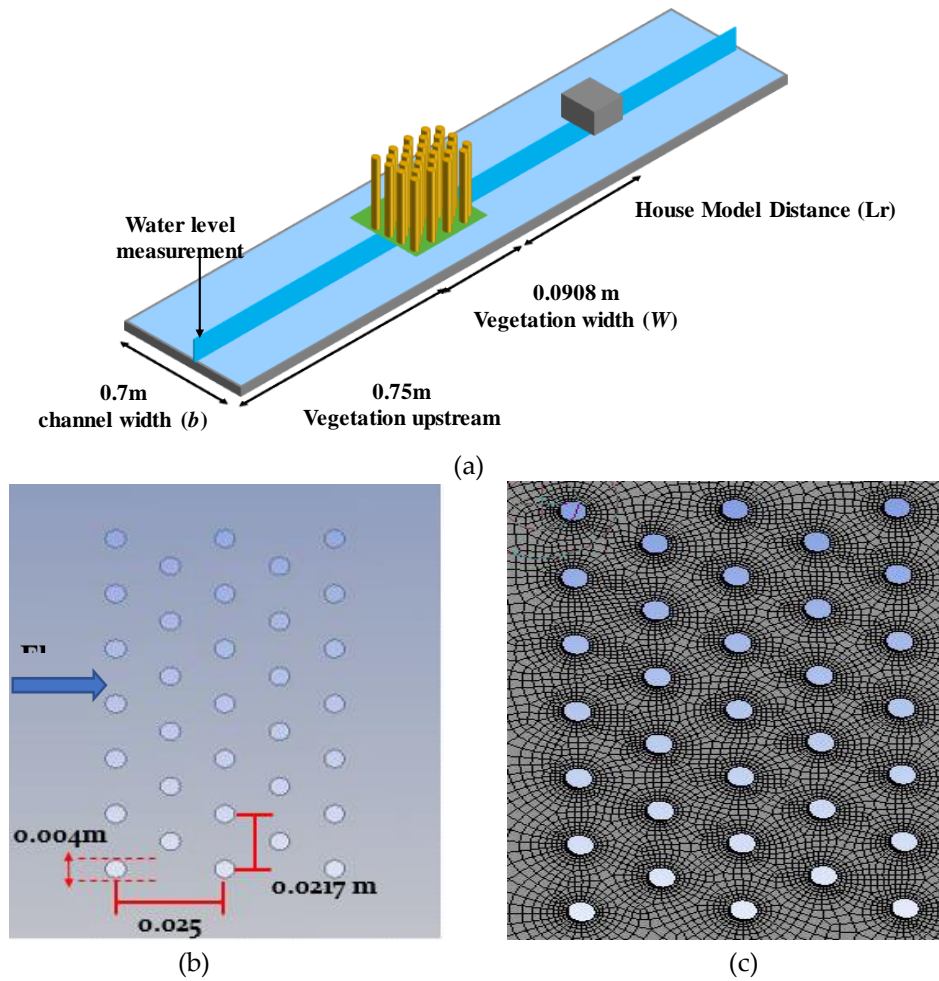 Water level
measurement
House Model Distance (Lr)
0.0908 m
Vegetation width (W)
0.7m
channel width (b)
0.75m
Vegetation upstream
(a)
0.004m
0.0217 m
0.025
(b)
(c)